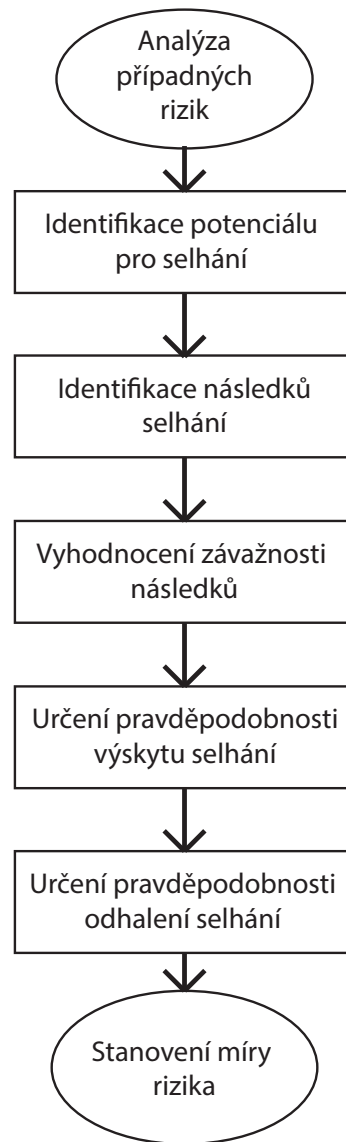 Analýza
případných
rizik
Identifikace potenciálu
pro selhání
Identifikace následků
selhání
Vyhodnocení závažnosti
následků
Určení pravděpodobnosti
výskytu selhání
Určení pravděpodobnosti
odhalení selhání
Stanovení míry
rizika